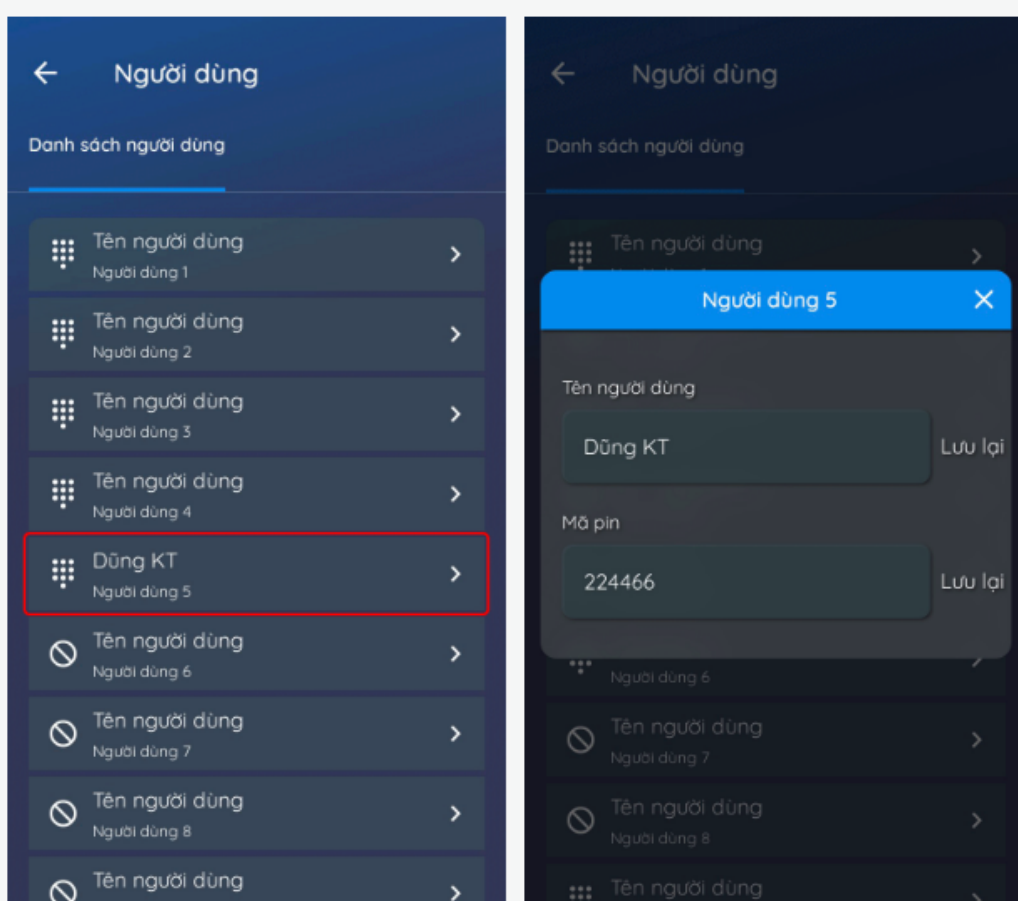 Người dùng
Danh sách người dùng
Tên người dùng
Người dùng 1
Tên người dùng
Người dùng 2
Tên người dùng
Người dùng 3
Tên người dùng
Người dùng 4
Dũng KT
Người dùng 5
Tên người dùng
Người dùng 6
Tên người dùng
Người dùng 7
Tên người dùng
Người dùng 8
Tên người dùng
Người dùng
Danh sách người dùng
Tên người dùng
Người dùng 5
Tên người dùng
Dũng KT
Lưu lại
Mã pin
224466
Lưu lại
Người dùng 6
Tên người dùng
Người dùng 7
Tên người dùng
Người dùng 8
Tên người dùng